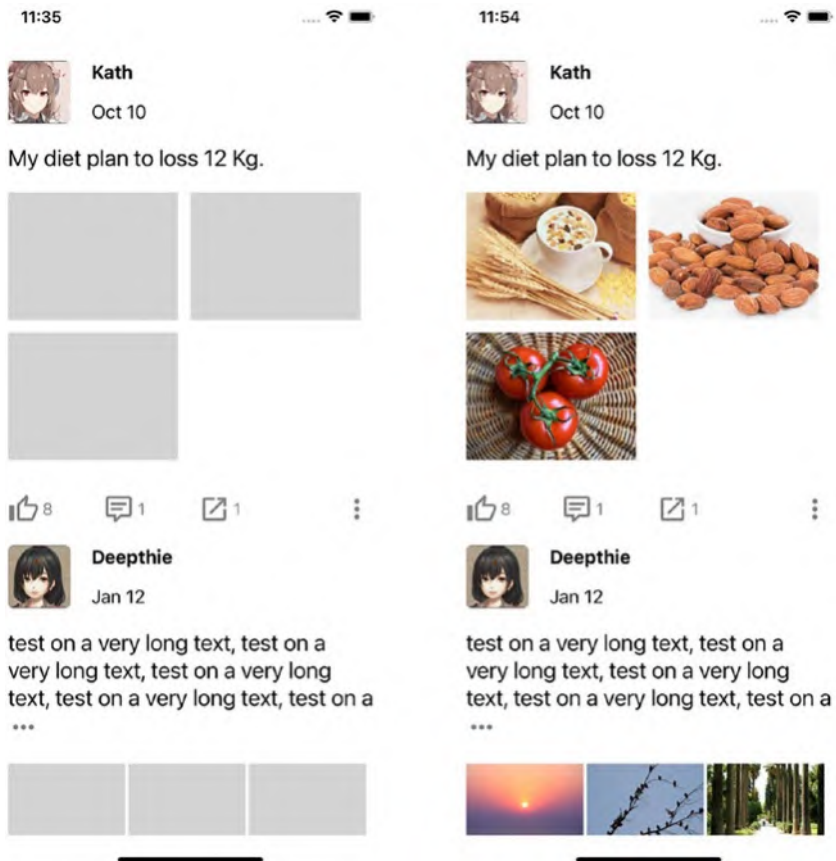 11:35
Kath
Oct 10
My diet plan to loss 12 Kg.
8
1
1
Deepthie
Jan 12
test on a very long text, test on a
very long text, test on a very long
text, test on a very long text, test on a
•••
11:54
Kath
Oct 10
My diet plan to loss 12 Kg.
8
1
1
Deepthie
Jan 12
test on a very long text, test on a
very long text, test on a very long
text, test on a very long text, test on a
•••